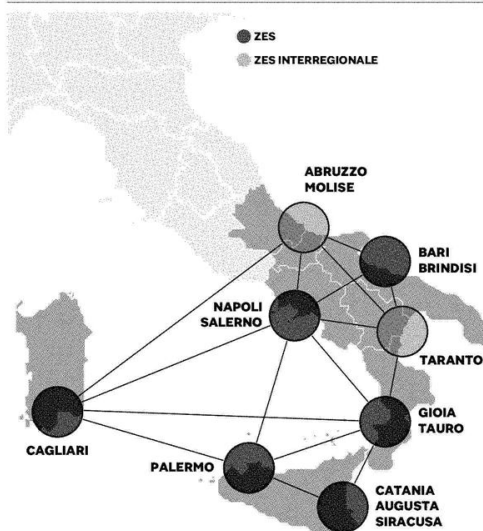 ZES
ZES INTERREGIONALE
ABRUZZO
MOLISE
BARI
BRINDISI
NAPOLI
SALERNO
TARANTO
GIOIA
TAURO
CAGLIARI
PALERMO
CATANIA
AUGUSTA
SIRACUSA